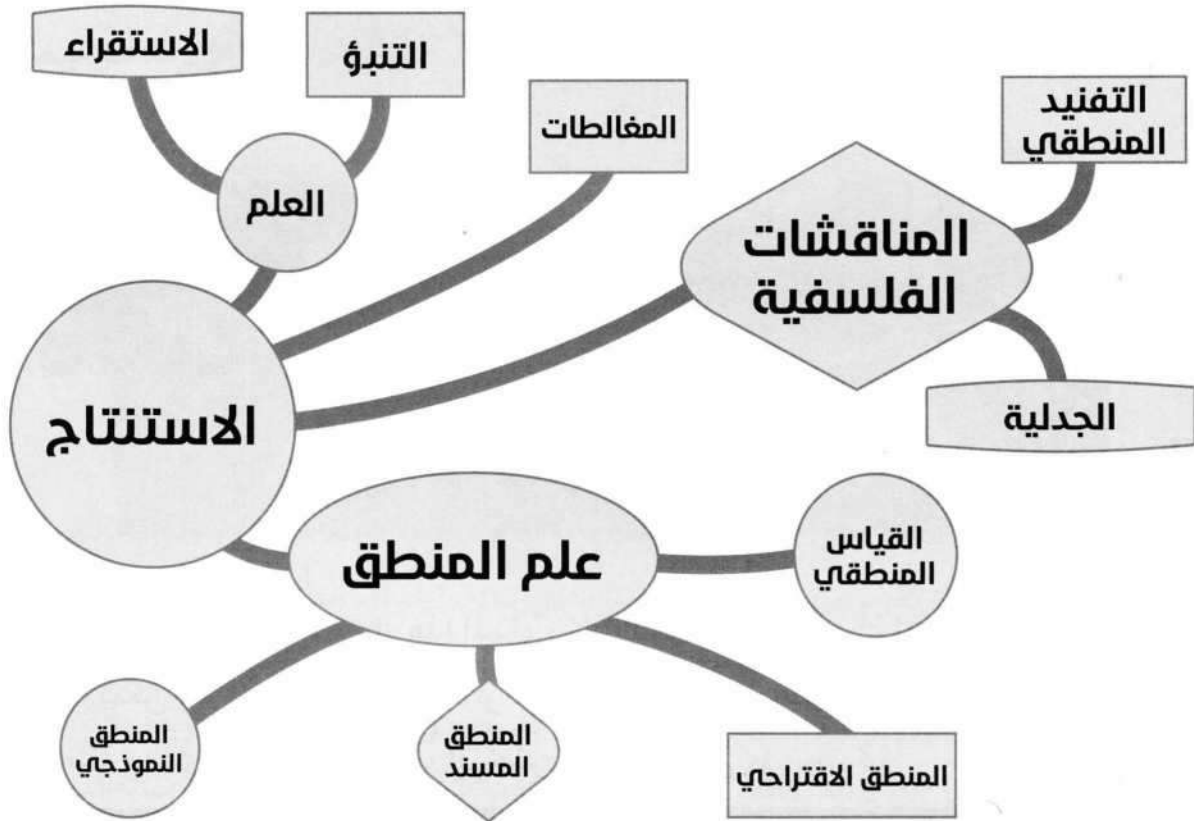 الاستقراء
التنبؤ
المغالطات
التفنيد
المنطقي
العلم
المناقشات
الفلسفية
الاستنتاج
الجدلية
علم المنطق
القياس
المنطقي
المنطق
النموذجي
المنطق
المسند
المنطق الاقتراحي